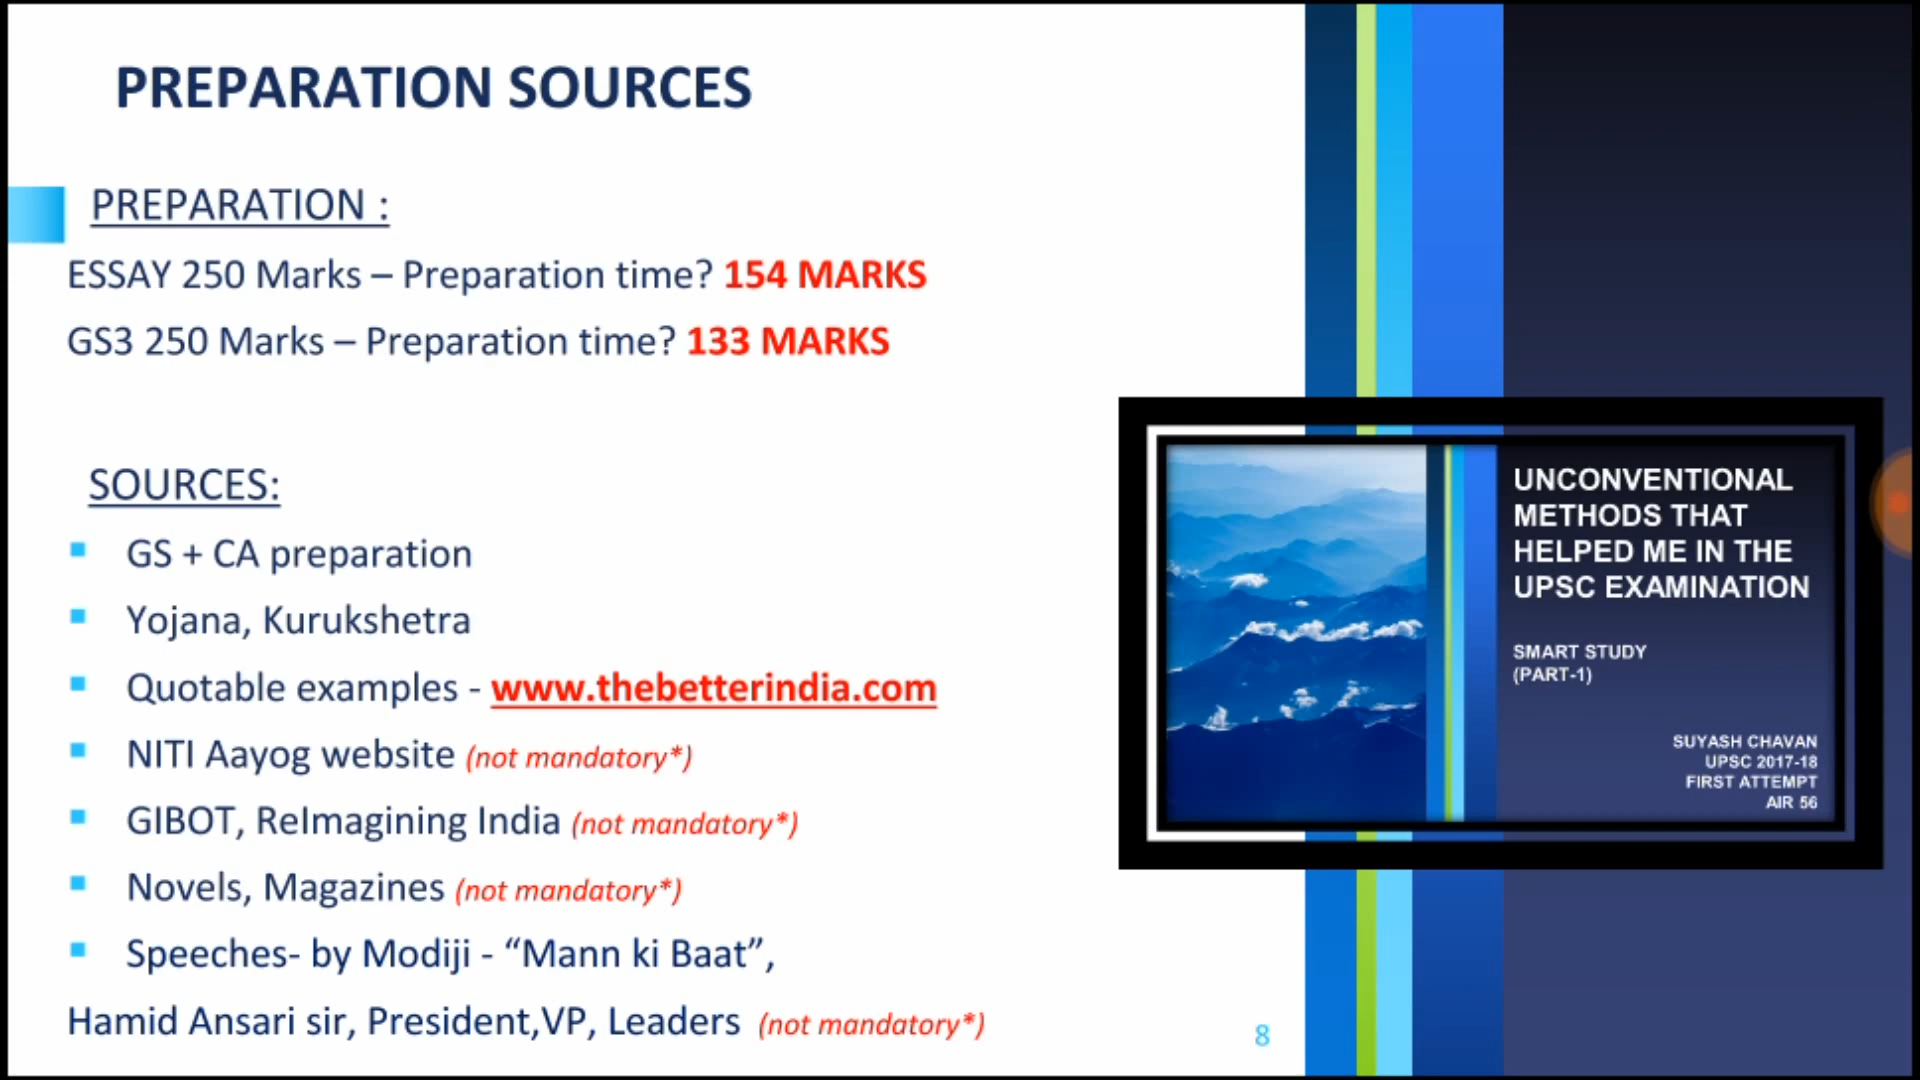 PREPARATION SOURCES
PREPARATION :
ESSAY 250 Marks – Preparation time? 154 MARKS
GS3 250 Marks – Preparation time? 133 MARKS
SOURCES:
GS + CA preparation
Yojana, Kurukshetra
Quotable examples - www.thebetterindia.com
NITI Aayog website (not mandatory*)
GIBOT, ReImagining India (not mandatory*)
Novels, Magazines (not mandatory*)
Speeches- by Modiji - “Mann ki Baat”,
Hamid Ansari sir, President,VP, Leaders (not mandatory*)
8
UNCONVENTIONAL
METHODS THAT
HELPED ME IN THE
UPSC EXAMINATION
SMART STUDY
(PART-1)
SUYASH CHAVAN
UPSC 2017-18
FIRST ATTEMPT
AIR 56